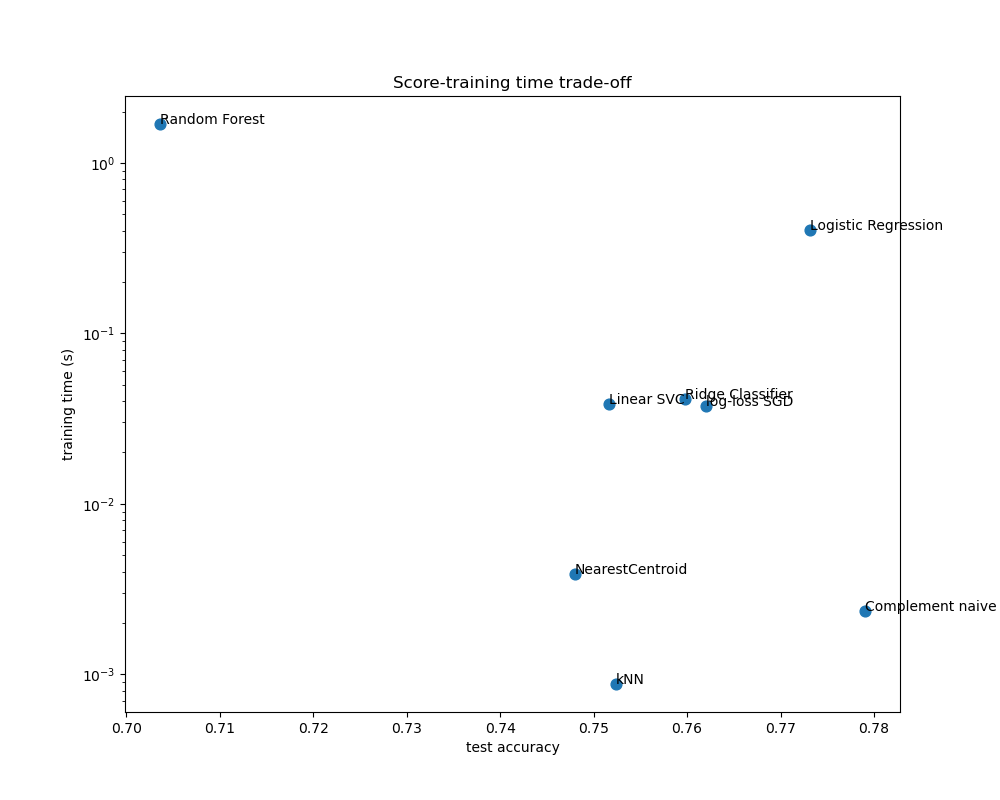 Score-training time trade-off
Random Forest
Logistic Regression
Ridge Classifier
Linear SVC
log-loss SGD
NearestCentroid
Complement naive
kNN
training time (s)
10⁰
10⁻¹
10⁻²
10⁻³
0.70 0.71 0.72 0.73 0.74 0.75 0.76 0.77 0.78
test accuracy